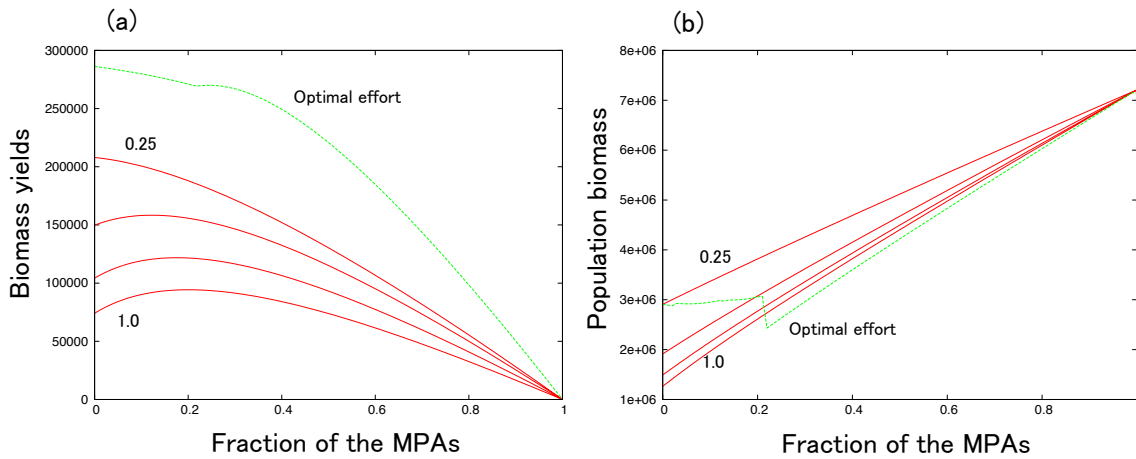 (a)
300000
250000
200000
150000
100000
50000
0
Biomass yields
Optimal effort
0.25
1.0
0 0.2 0.4 0.6 0.8 1
Fraction of the MPAs
(b)
8e+06
7e+06
6e+06
5e+06
4e+06
3e+06
2e+06
1e+06
Population biomass
0.25
Optimal effort
1.0
0 0.2 0.4 0.6 0.8
Fraction of the MPAs